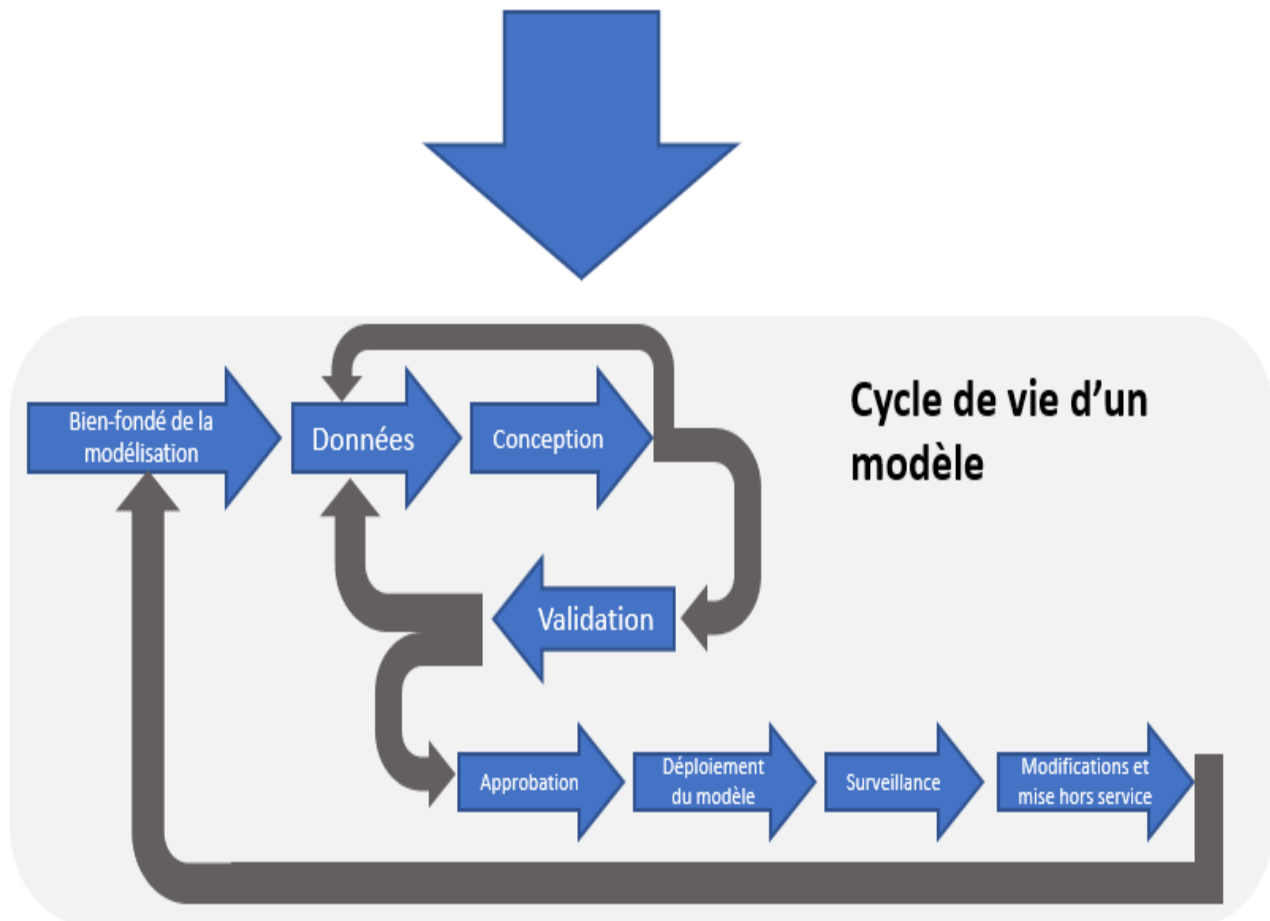 Cycle de vie d’un
modèle
Bien-fondé de la
modélisation
Données
Conception
Validation
Approbation
Déploiement
du modèle
Surveillance
Modifications et
mise hors service